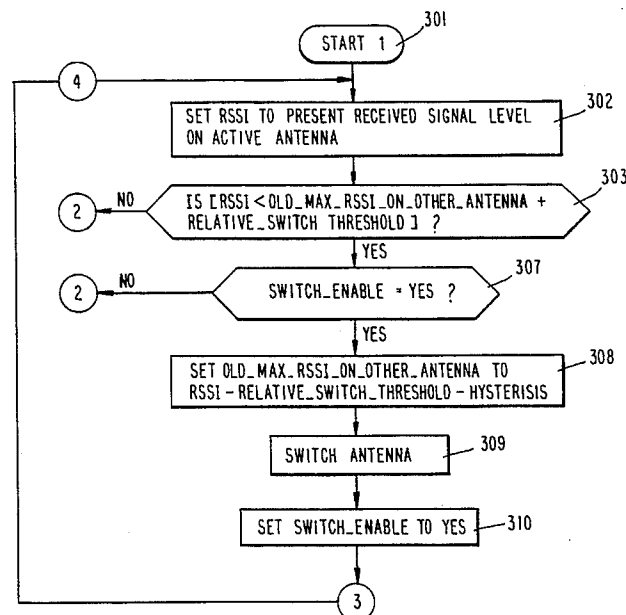 START 1
301
4
SET RSSI TO PRESENT RECEIVED SIGNAL LEVEL
ON ACTIVE ANTENNA
302
IS [RSSI<OLD_MAX_RSSI_ON_OTHER_ANTENNA +
RELATIVE_SWITCH THRESHOLD] ?
303
NO
2
YES
SWITCH_ENABLE = YES ?
307
NO
2
YES
SET OLD_MAX_RSSI_ON_OTHER_ANTENNA TO
RSSI-RELATIVE_SWITCH_THRESHOLD-HYSTERISIS
308
SWITCH ANTENNA
309
SET SWITCH_ENABLE TO YES
310
3